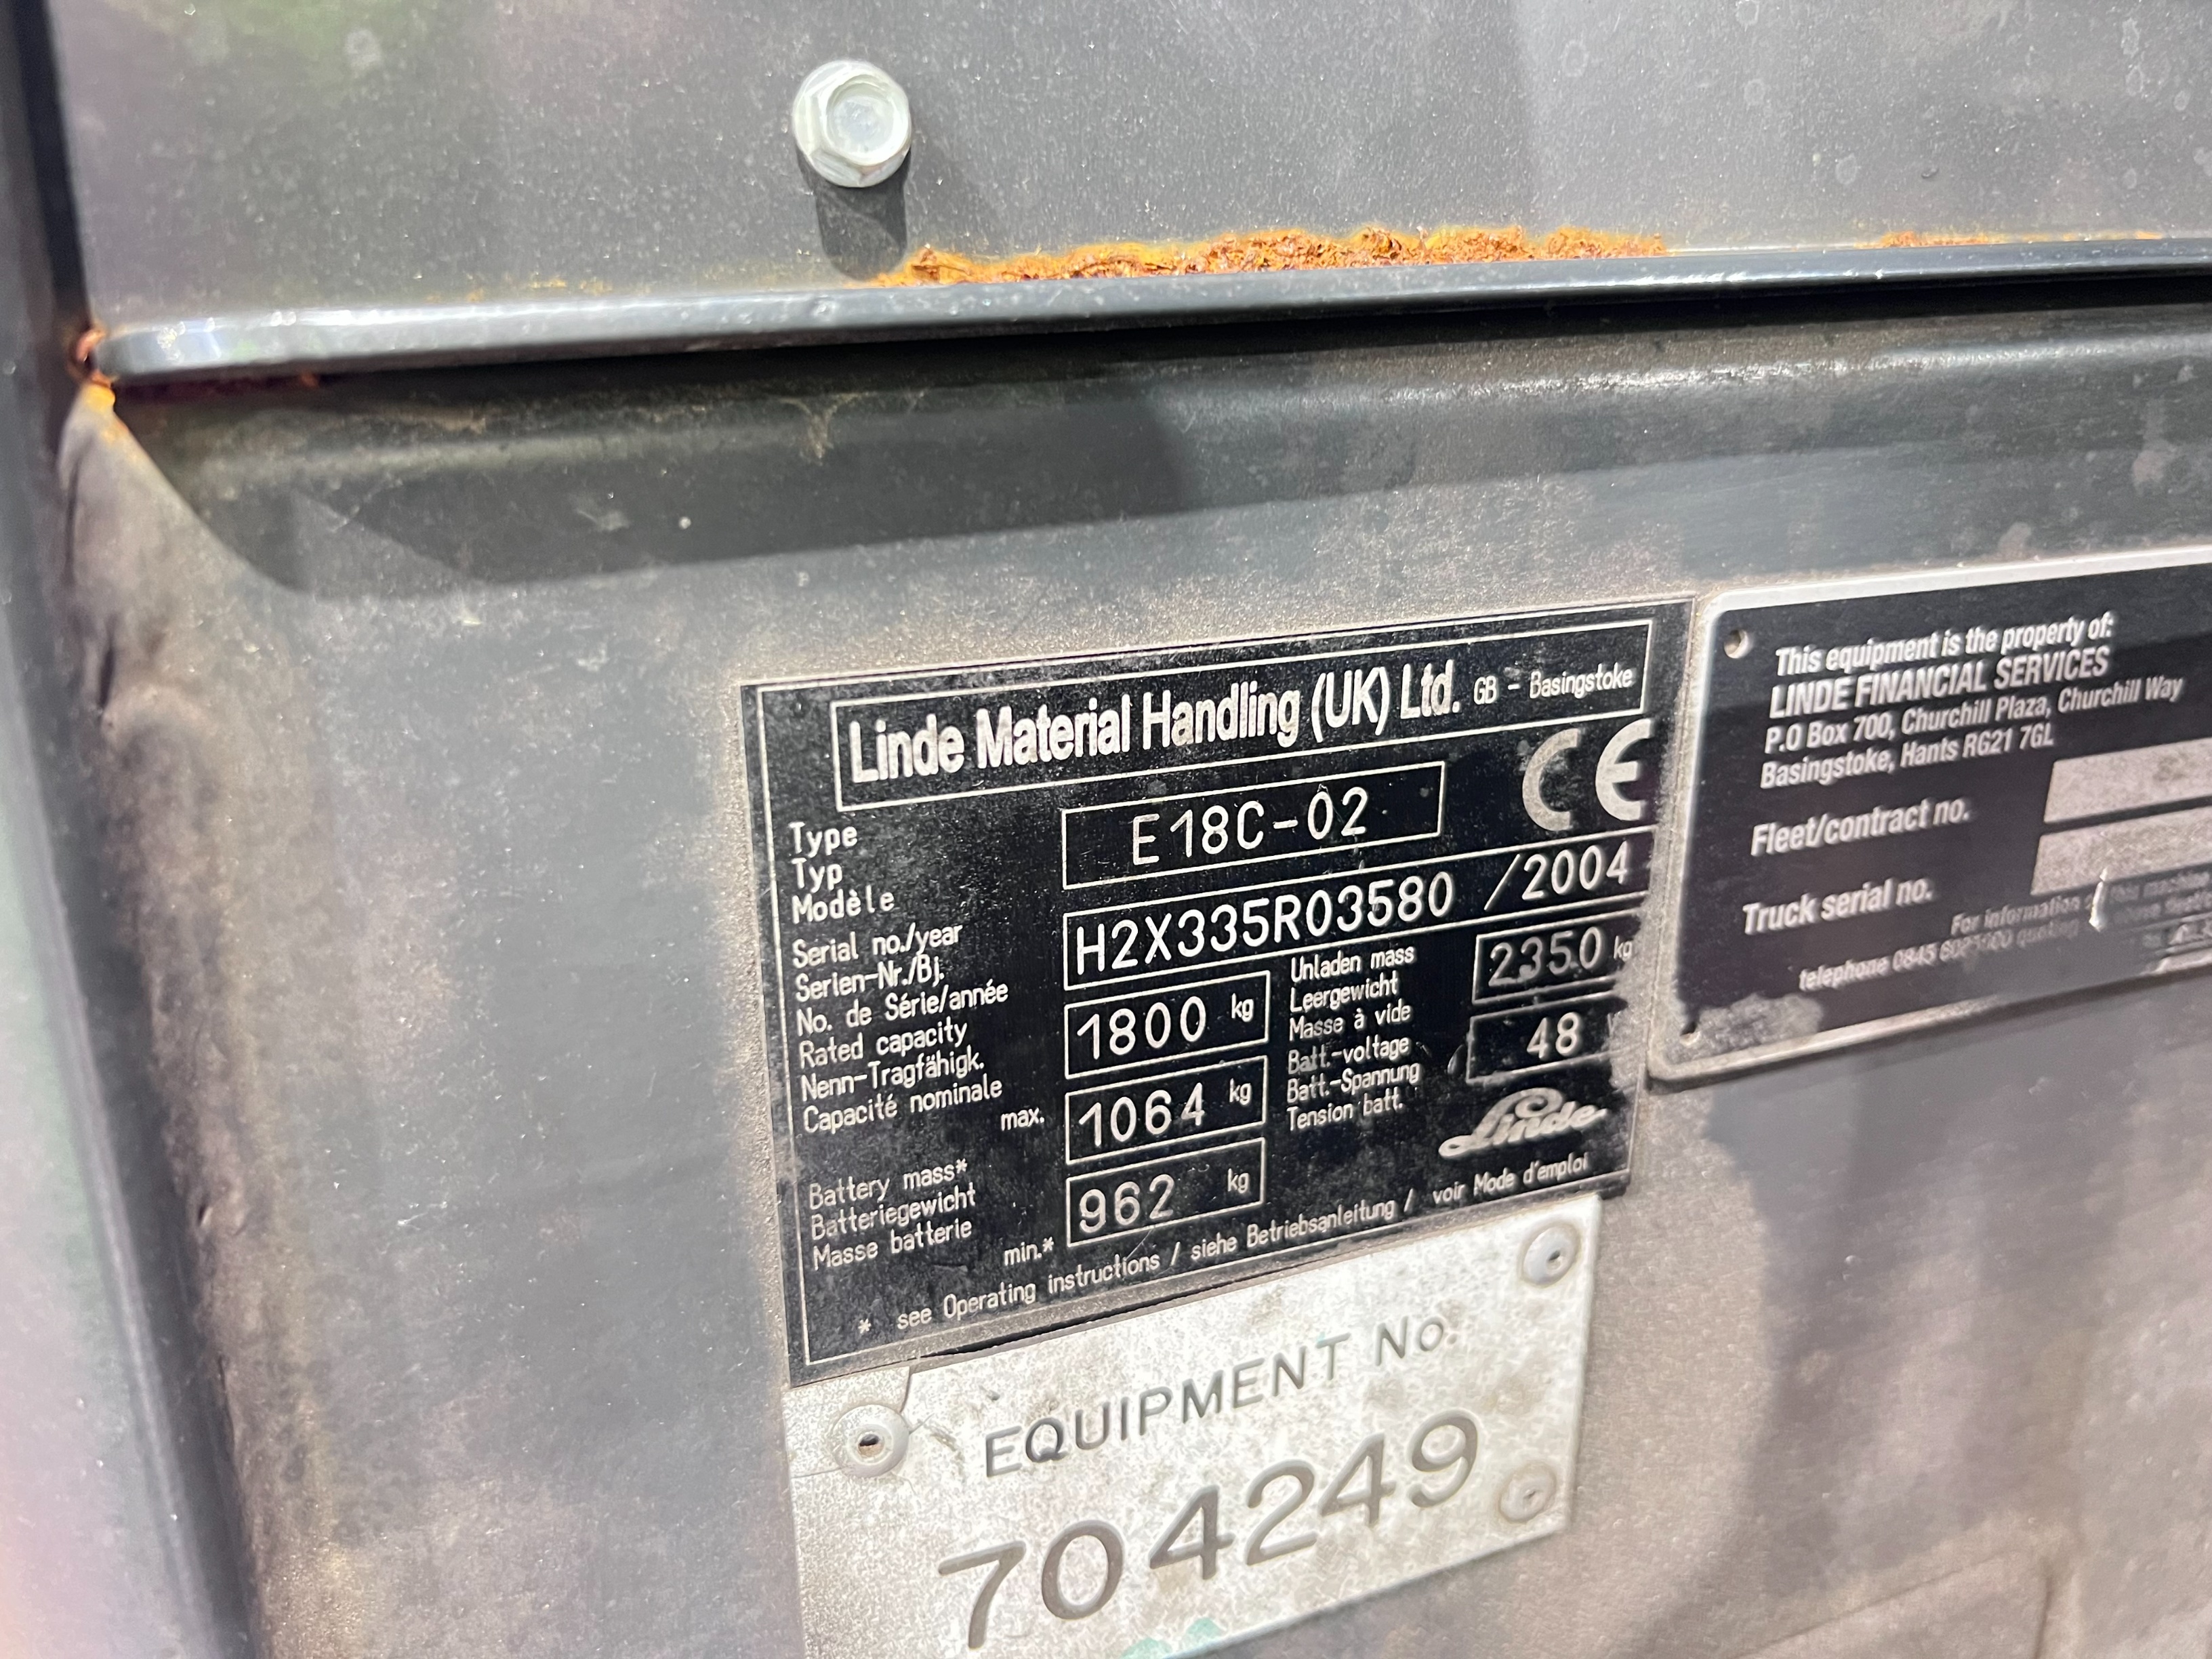 Linde Material Handling (UK) Ltd. GB - Basingstoke
CE
Type
Typ
Modèle
E18C-02
Serial no./year
Serien-Nr./Bj.
No. de Série/année
H2X335R03580 /2004
Rated capacity
Nenn-Tragfähigk.
Capacité nominale
1800 kg
Unladen mass
Leergewicht
Masse à vide
2350 kg
Batt.-voltage
Batt.-Spannung
Tension batt.
48
max. 1064 kg
Battery mass*
Batteriegewicht
Masse batterie
min.* 962 kg
Linde
* see Operating instructions / siehe Betriebsanleitung / voir Mode d'emploi
EQUIPMENT No.
704249
This equipment is the property of:
LINDE FINANCIAL SERVICES
P.O Box 700, Churchill Plaza, Churchill Way
Basingstoke, Hants RG21 7GL
Fleet/contract no.
Truck serial no.
For information
telephone 0845 quoting